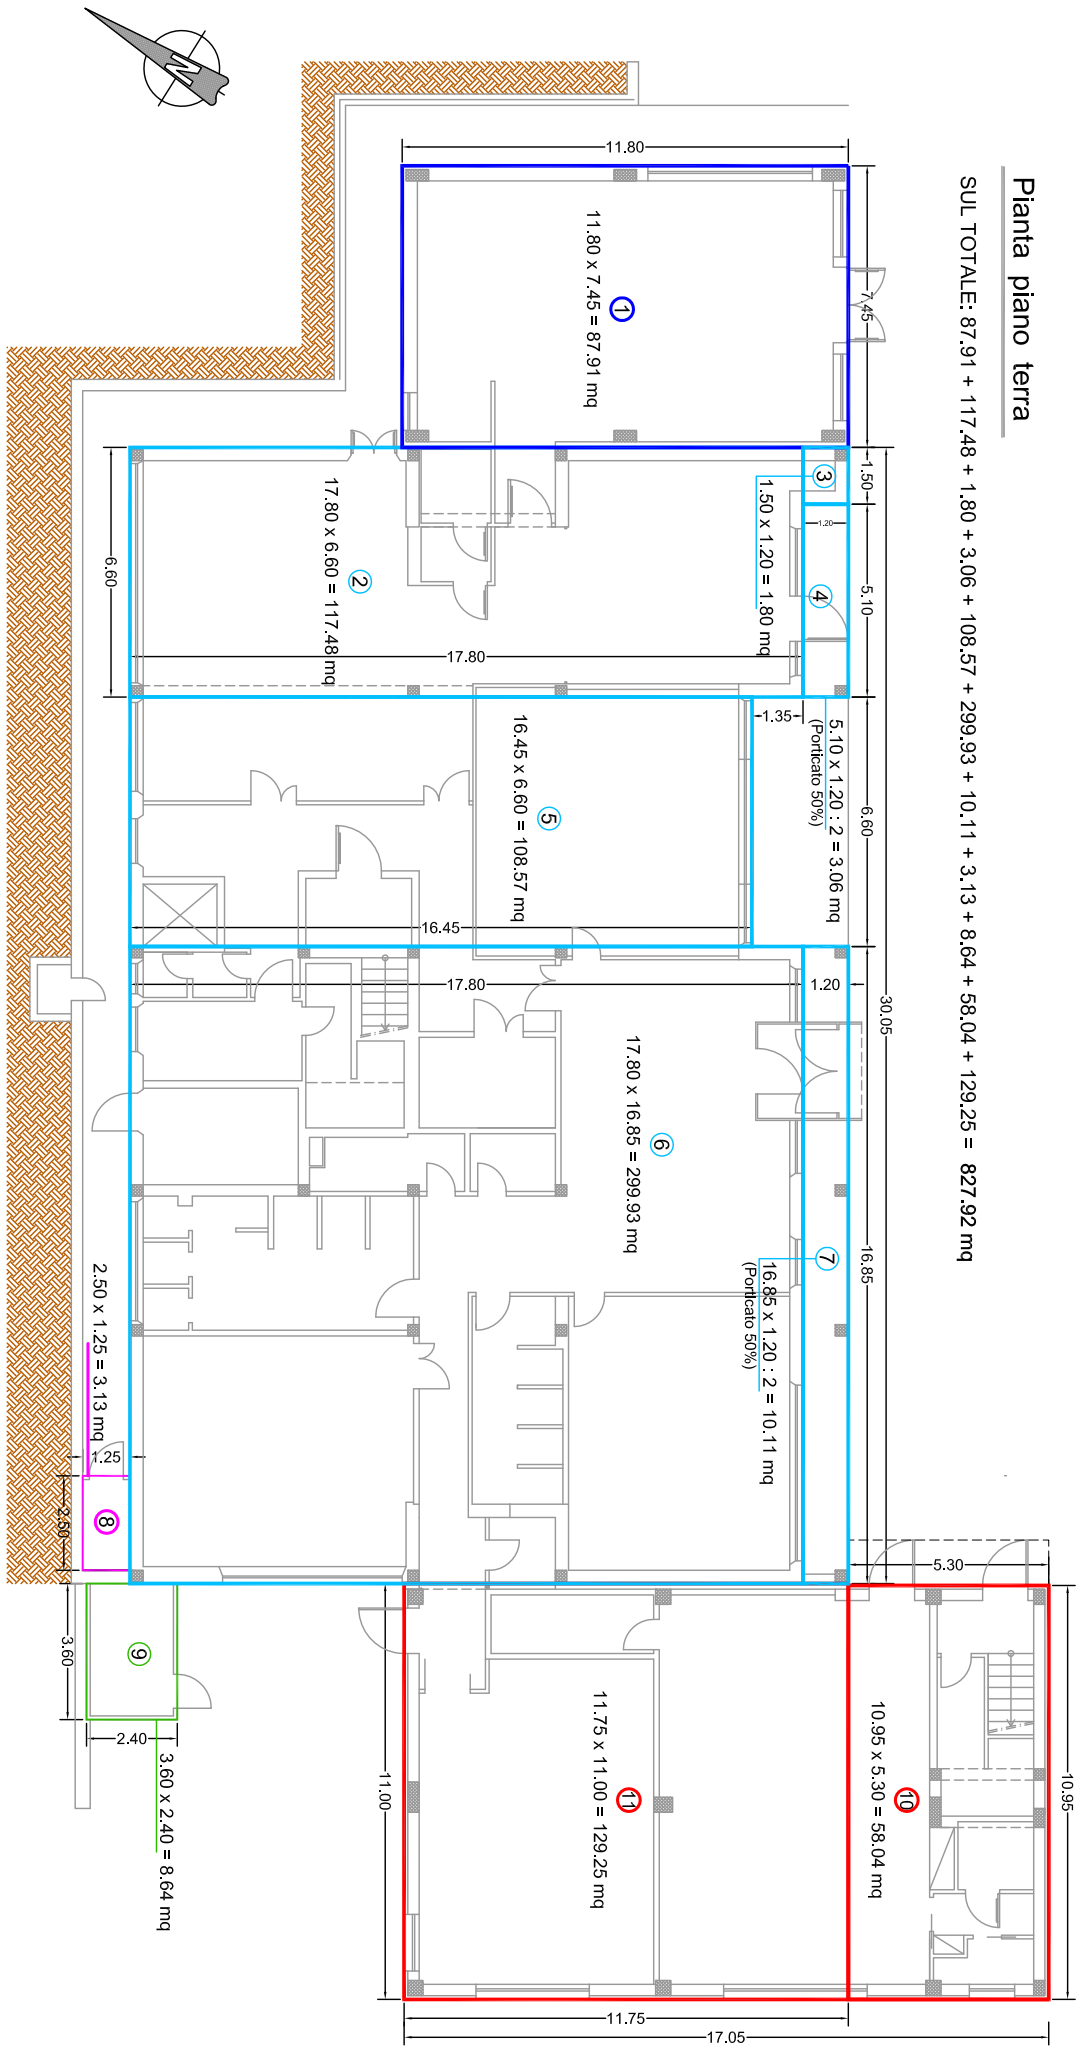 Pianta piano terra
SUL TOTALE: 87.91 + 117.48 + 1.80 + 3.06 + 108.57 + 299.93 + 10.11 + 3.13 + 8.64 + 58.04 + 129.25 = 827.92 mq
N
11.80
7.45
1
11.80 x 7.45 = 87.91 mq
30.05
1.50
5.10
6.60
16.85
3
1.50 x 1.20 = 1.80 mq
1.20
4
5.10 x 1.20 : 2 = 3.06 mq
(Porticato 50%)
2
17.80 x 6.60 = 117.48 mq
6.60
17.80
1.35
5
16.45 x 6.60 = 108.57 mq
16.45
17.80
1.20
6
17.80 x 16.85 = 299.93 mq
7
16.85 x 1.20 : 2 = 10.11 mq
(Porticato 50%)
2.50 x 1.25 = 3.13 mq
1.25
2.50
8
9
3.60
2.40
3.60 x 2.40 = 8.64 mq
5.30
10.95
10
10.95 x 5.30 = 58.04 mq
11
11.75 x 11.00 = 129.25 mq
11.00
11.75
17.05